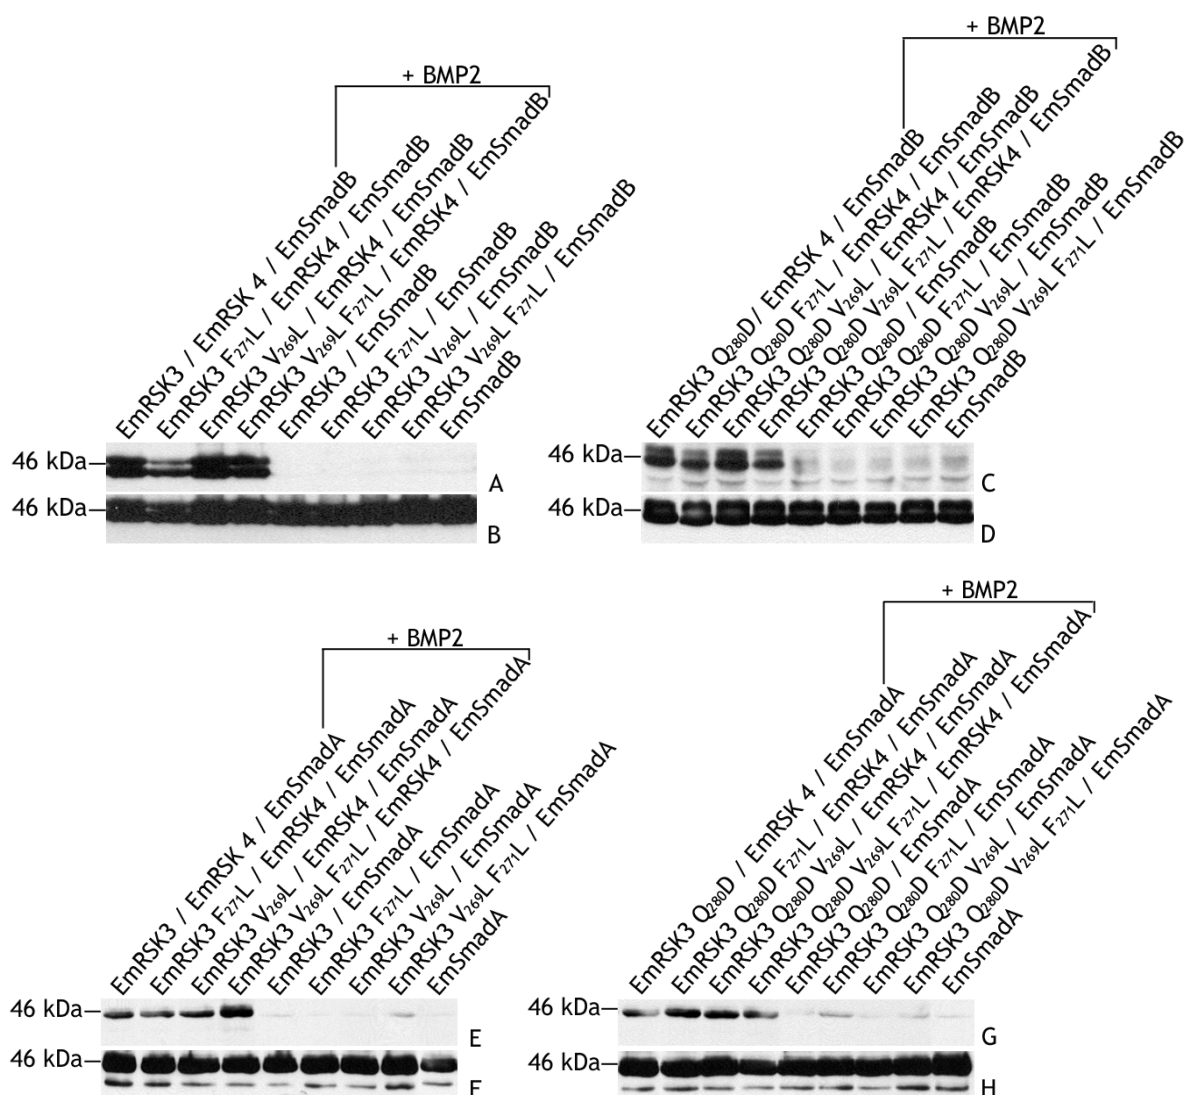 + BMP2
EmRSK3 / EmRSK 4 / EmSmadB
EmRSK3 F₂₇₁L / EmRSK4 / EmSmadB
EmRSK3 V₂₆₉L / EmRSK4 / EmSmadB
EmRSK3 V₂₆₉L F₂₇₁L / EmRSK4 / EmSmadB
EmRSK3 / EmSmadB
EmRSK3 F₂₇₁L / EmSmadB
EmRSK3 V₂₆₉L / EmSmadB
EmRSK3 V₂₆₉L F₂₇₁L / EmSmadB
EmSmadB
46 kDa
A
46 kDa
B
+ BMP2
EmRSK3 Q₂₈₀D/ EmRSK 4 / EmSmadB
EmRSK3 Q₂₈₀D F₂₇₁L / EmRSK4 / EmSmadB
EmRSK3 Q₂₈₀D V₂₆₉L / EmRSK4 / EmSmadB
EmRSK3 Q₂₈₀D V₂₆₉L F₂₇₁L / EmRSK4 / EmSmadB
EmRSK3 Q₂₈₀D / EmSmadB
EmRSK3 Q₂₈₀D F₂₇₁L / EmSmadB
EmRSK3 Q₂₈₀D V₂₆₉L / EmSmadB
EmRSK3 Q₂₈₀D V₂₆₉L F₂₇₁L / EmSmadB
EmSmadB
46 kDa
C
46 kDa
D
+ BMP2
EmRSK3 / EmRSK 4 / EmSmadA
EmRSK3 F₂₇₁L / EmRSK4 / EmSmadA
EmRSK3 V₂₆₉L / EmRSK4 / EmSmadA
EmRSK3 V₂₆₉L F₂₇₁L / EmRSK4 / EmSmadA
EmRSK3 / EmSmadA
EmRSK3 F₂₇₁L / EmSmadA
EmRSK3 V₂₆₉L / EmSmadA
EmRSK3 V₂₆₉L F₂₇₁L / EmSmadA
EmSmadA
46 kDa
E
46 kDa
F
+ BMP2
EmRSK3 Q₂₈₀D / EmRSK 4 / EmSmadA
EmRSK3 Q₂₈₀D F₂₇₁L / EmRSK4 / EmSmadA
EmRSK3 Q₂₈₀D V₂₆₉L / EmRSK4 / EmSmadA
EmRSK3 Q₂₈₀D V₂₆₉L F₂₇₁L / EmRSK4 / EmSmadA
EmRSK3 Q₂₈₀D / EmSmadA
EmRSK3 Q₂₈₀D F₂₇₁L / EmSmadA
EmRSK3 Q₂₈₀D V₂₆₉L / EmSmadA
EmRSK3 Q₂₈₀D V₂₆₉L F₂₇₁L / EmSmadA
EmSmadA
46 kDa
G
46 kDa
H